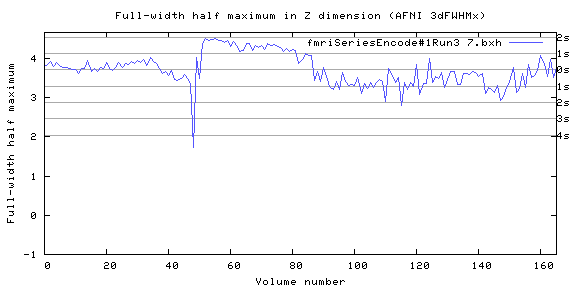 Full-width half maximum in Z dimension (AFNI 3dFWHMx)
fmriSeriesEncode#1Run3 7.bxh
Full-width half maximum
4
3
2
1
0
-1
2s
1s
0s
1s
2s
3s
4s
0 20 40 60 80 100 120 140 160
Volume number